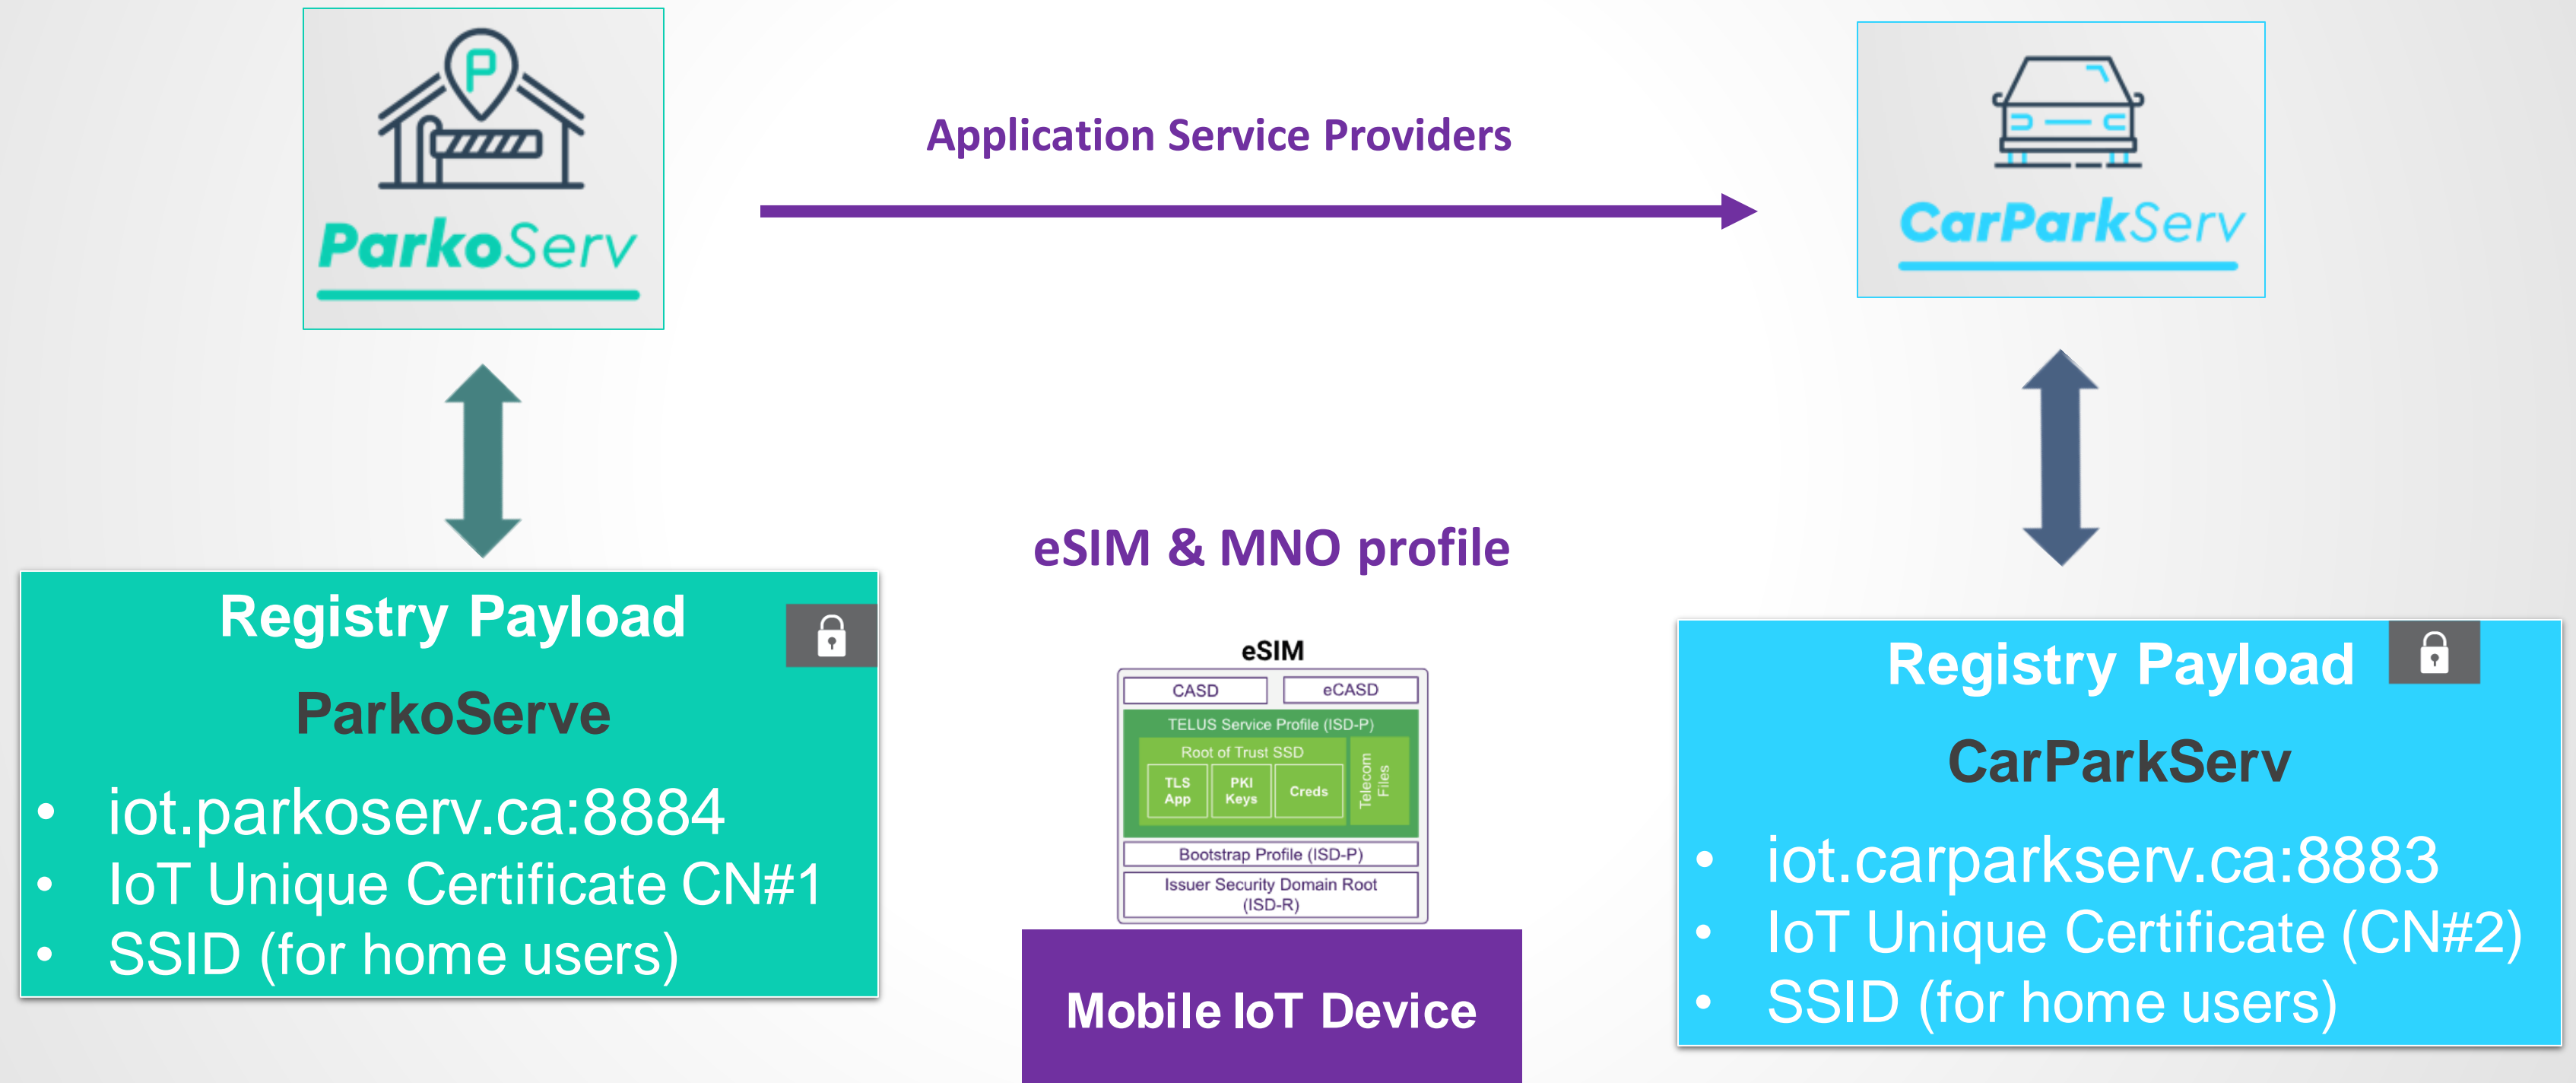 P
ParkoServ
Application Service Providers
CarParkServ
Registry Payload
ParkoServe
• iot.parkoserv.ca:8884
• IoT Unique Certificate CN#1
• SSID (for home users)
eSIM & MNO profile
eSIM
CASD
eCASD
TELUS Service Profile (ISD-P)
Root of Trust SSD
TLS
App
PKI
Keys
Creds
Telecom
Files
Bootstrap Profile (ISD-P)
Issuer Security Domain Root
(ISD-R)
Mobile IoT Device
Registry Payload
CarParkServ
• iot.carparkserv.ca:8883
• IoT Unique Certificate (CN#2)
• SSID (for home users)